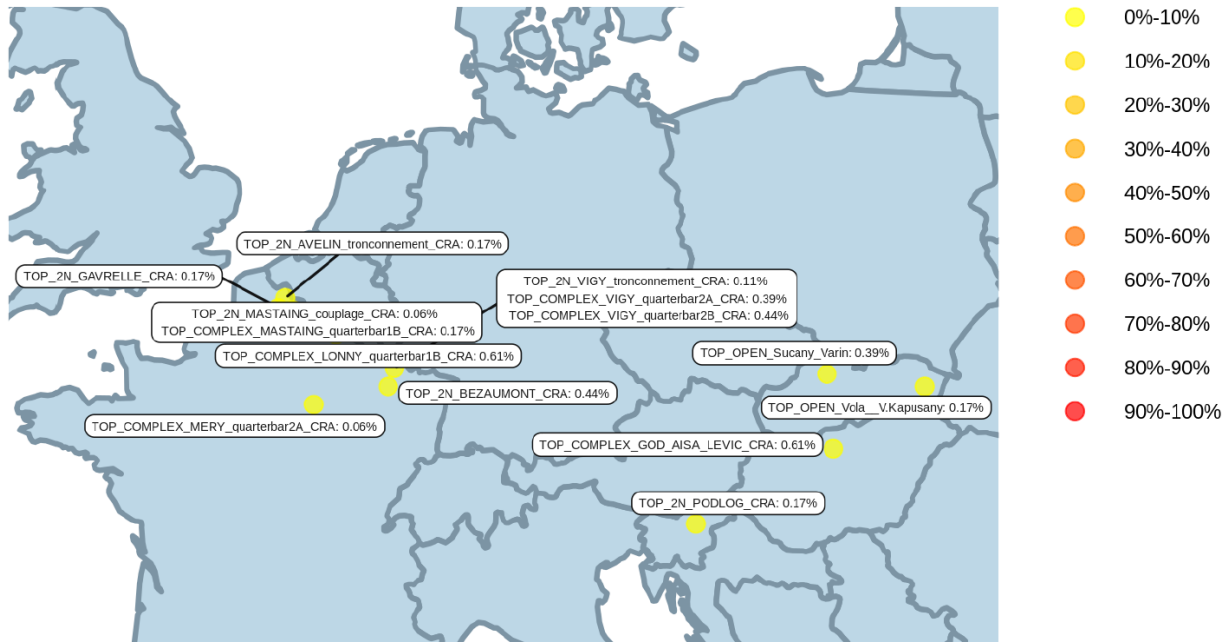 0%-10%
10%-20%
20%-30%
30%-40%
40%-50%
50%-60%
60%-70%
70%-80%
80%-90%
90%-100%
TOP_2N_AVELIN_tronconnement_CRA: 0.17%
TOP_2N_GAVRELLE_CRA: 0.17%
TOP_2N_VIGY_tronconnement_CRA: 0.11%
TOP_COMPLEX_VIGY_quarterbar2A_CRA: 0.39%
TOP_COMPLEX_VIGY_quarterbar2B_CRA: 0.44%
TOP_2N_MASTAING_couplage_CRA: 0.06%
TOP_COMPLEX_MASTAING_quarterbar1B_CRA: 0.17%
TOP_COMPLEX_LONNY_quarterbar1B_CRA: 0.61%
TOP_OPEN_Sucany_Varin: 0.39%
TOP_2N_BEZAUMONT_CRA: 0.44%
TOP_OPEN_Vola__V.Kapusany: 0.17%
TOP_COMPLEX_MERY_quarterbar2A_CRA: 0.06%
TOP_COMPLEX_GOD_AISA_LEVIC_CRA: 0.61%
TOP_2N_PODLOG_CRA: 0.17%